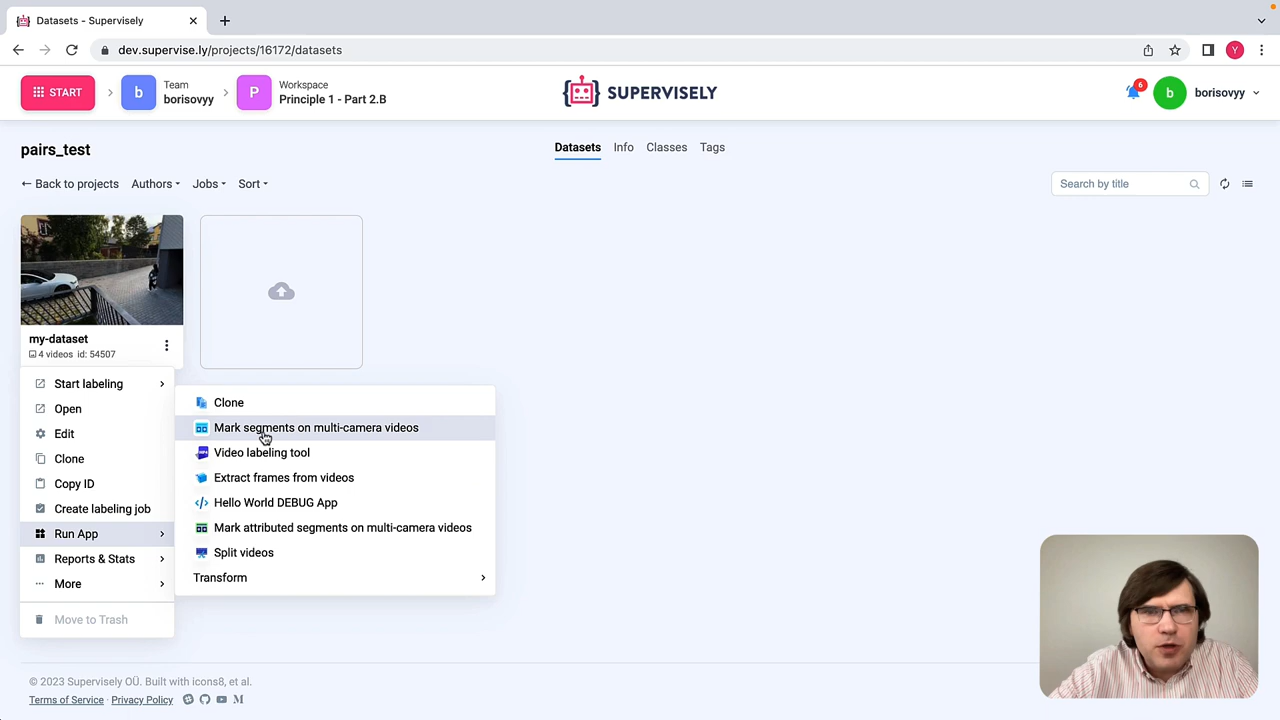 Datasets - Supervisely
dev.supervise.ly/projects/16172/datasets
Y
START
b
Team
borisovyy
P
Workspace
Principle 1 - Part 2.B
SUPERVISELY
6
b
borisovyy
pairs_test
Datasets
Info
Classes
Tags
← Back to projects
Authors
Jobs
Sort
Search by title
my-dataset
4 videos id: 54507
Start labeling
Open
Edit
Clone
Copy ID
Create labeling job
Run App
Reports & Stats
More
Move to Trash
Clone
Mark segments on multi-camera videos
Video labeling tool
Extract frames from videos
Hello World DEBUG App
Mark attributed segments on multi-camera videos
Split videos
Transform
© 2023 Supervisely OÜ. Built with icons8, et al.
Terms of Service · Privacy Policy